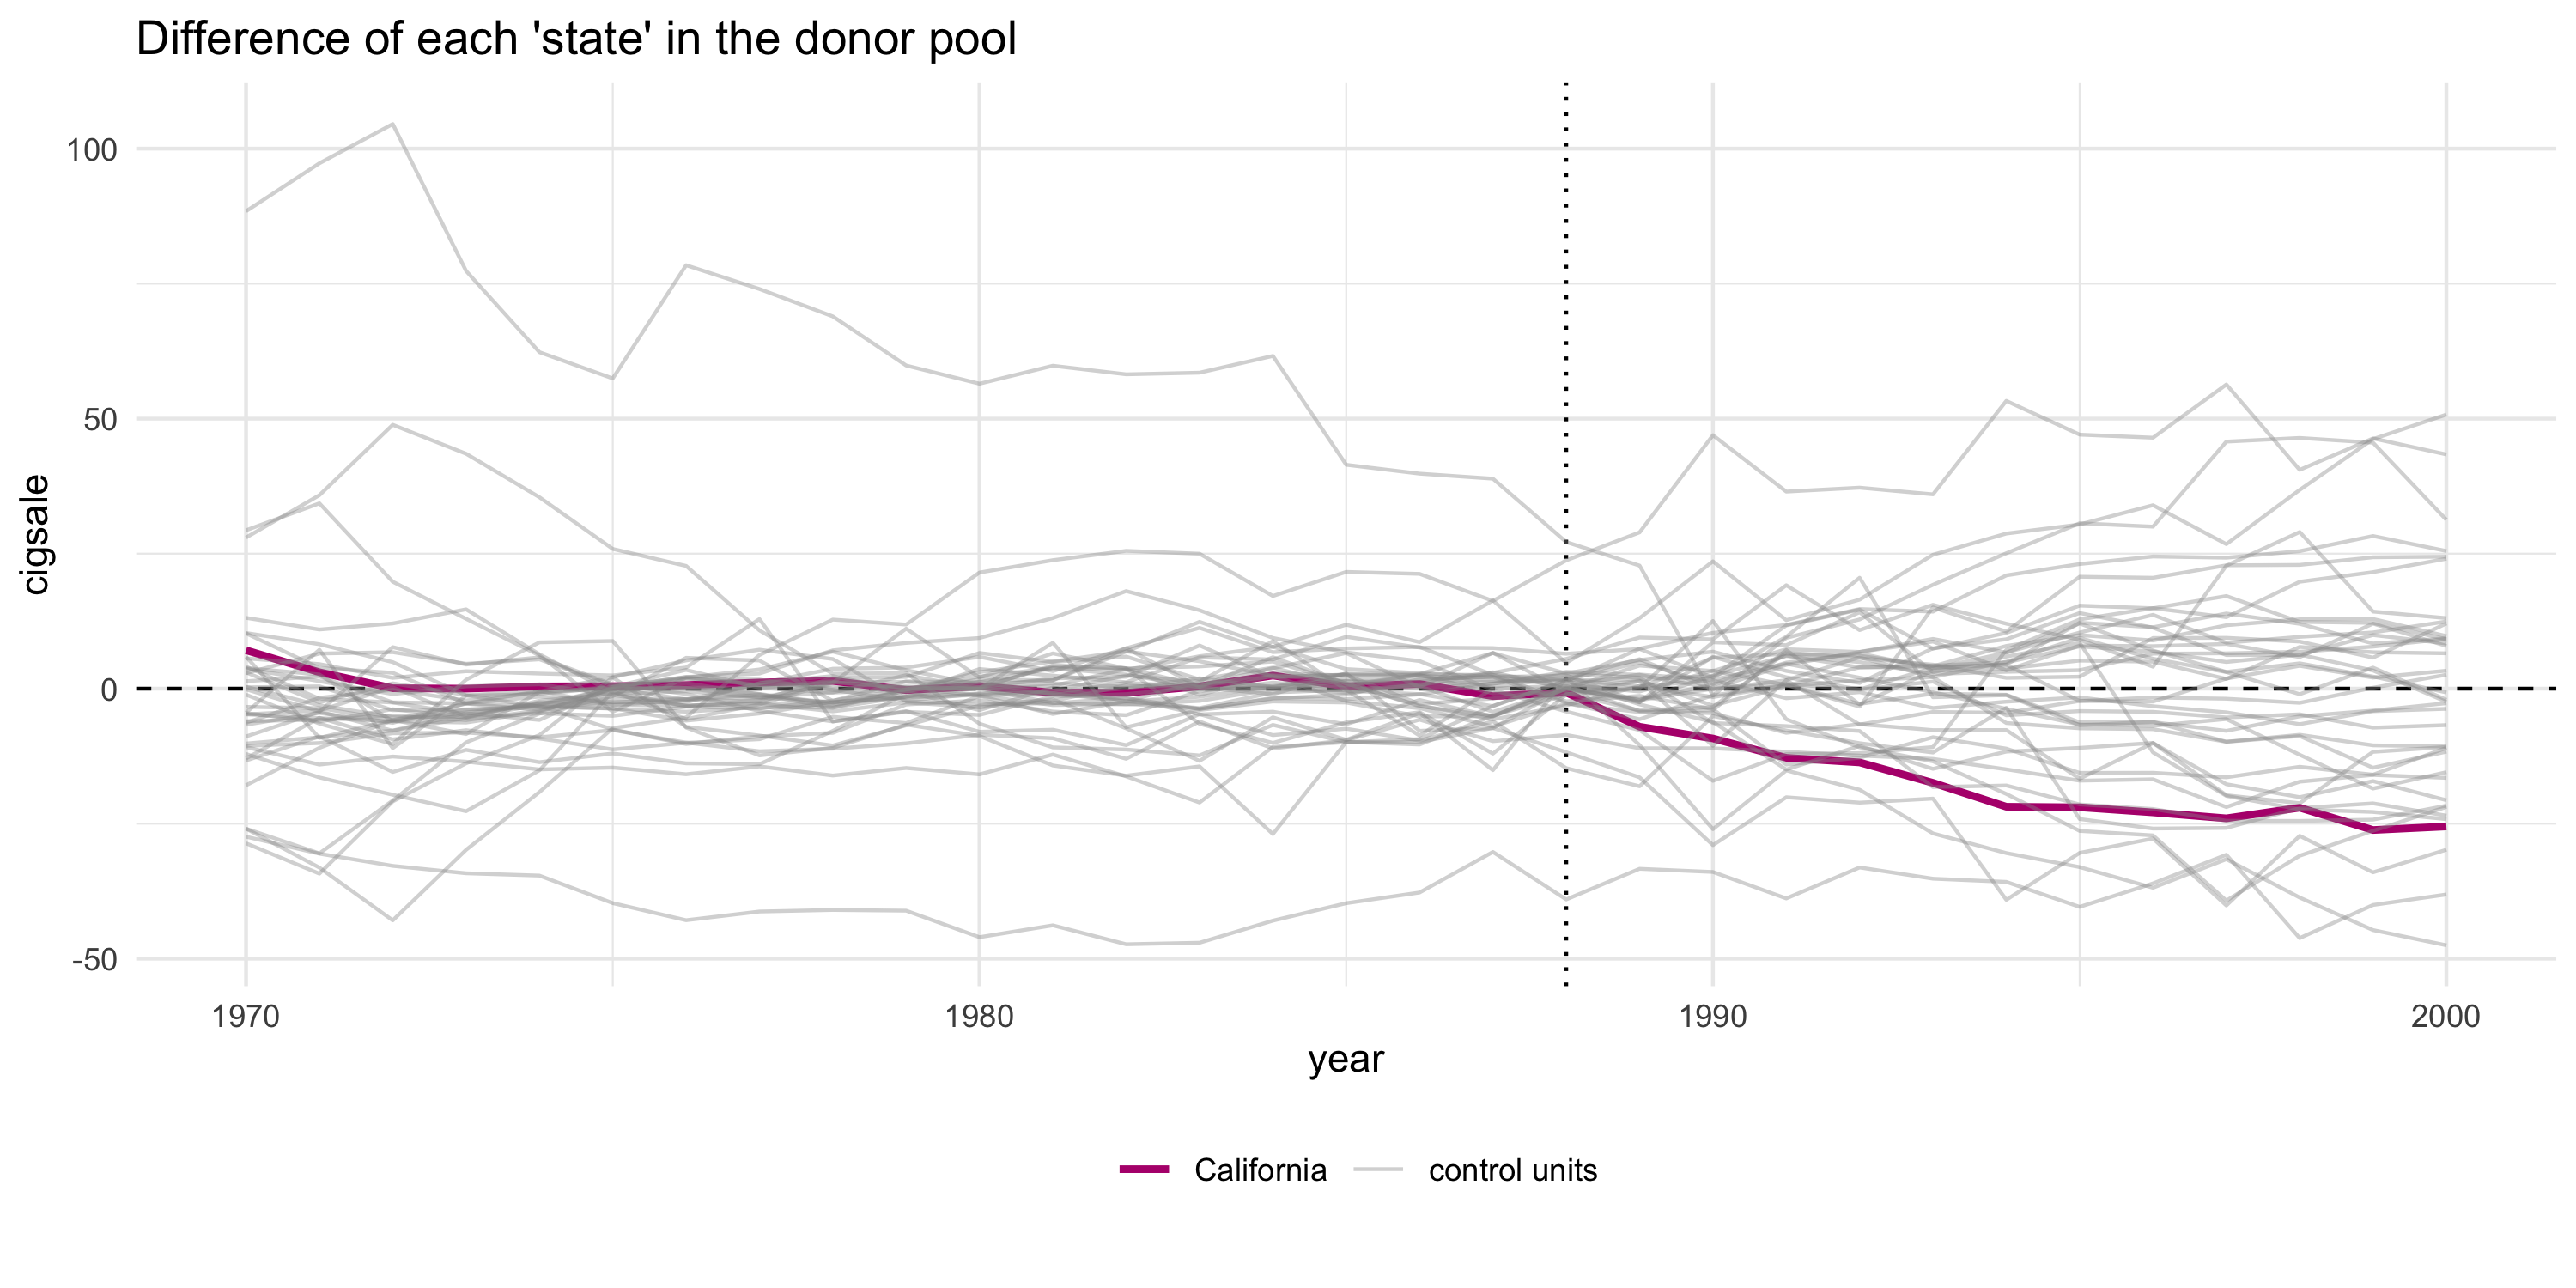 Difference of each 'state' in the donor pool
100
50
0
-50
cigsale
1970 1980 1990 2000
year
California control units